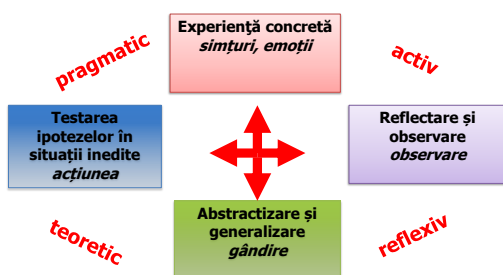 Experiență concretă
simțuri, emoții
pragmatic
activ
Testarea
ipotezelor în
situații inedite
acțiunea
Reflectare și
observare
observare
Abstractizare și
generalizare
gândire
teoretic
reflexiv